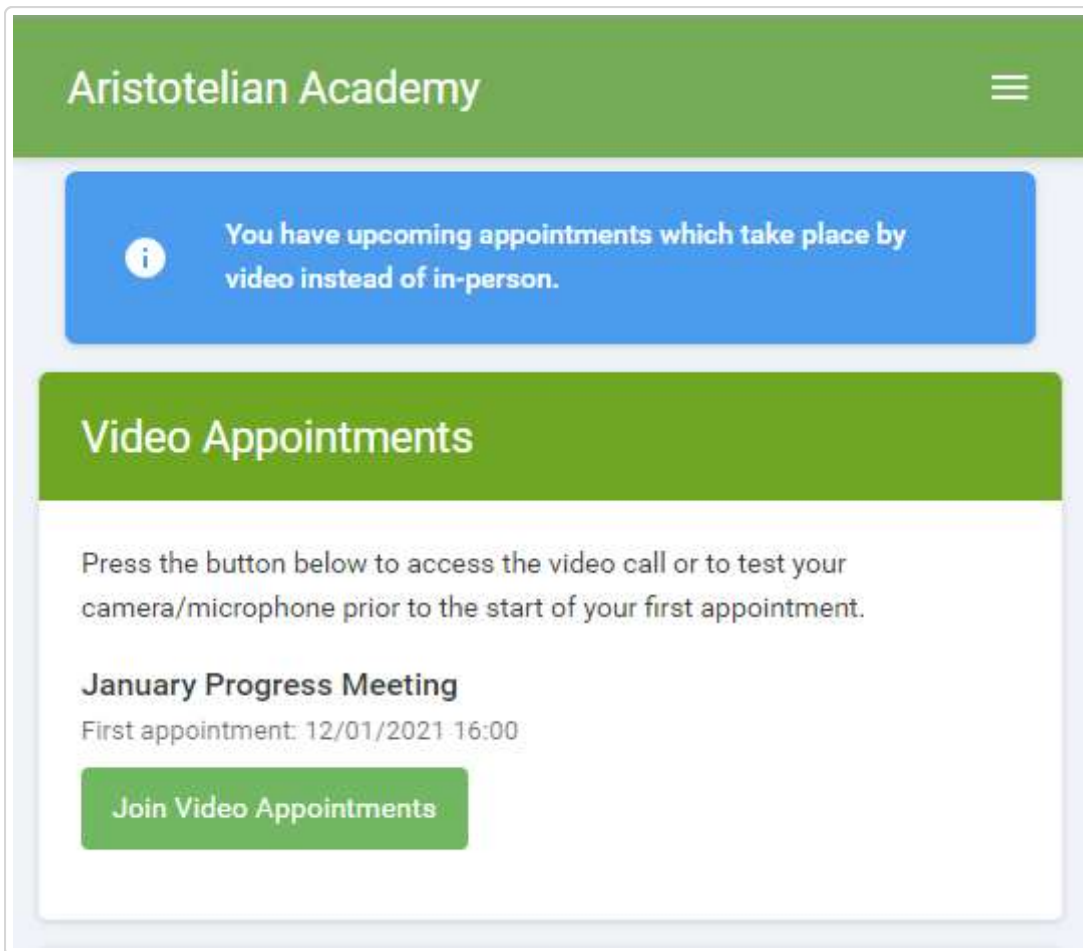 Aristotelian Academy
You have upcoming appointments which take place by
video instead of in-person.
Video Appointments
Press the button below to access the video call or to test your
camera/microphone prior to the start of your first appointment.
January Progress Meeting
First appointment: 12/01/2021 16:00
Join Video Appointments